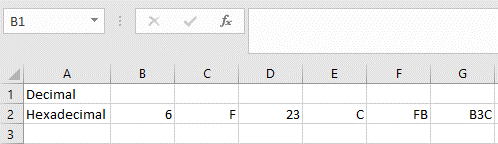 B1 fx
A B C D E F G
1 Decimal
2 Hexadecimal 6 F 23 C FB B3C
3